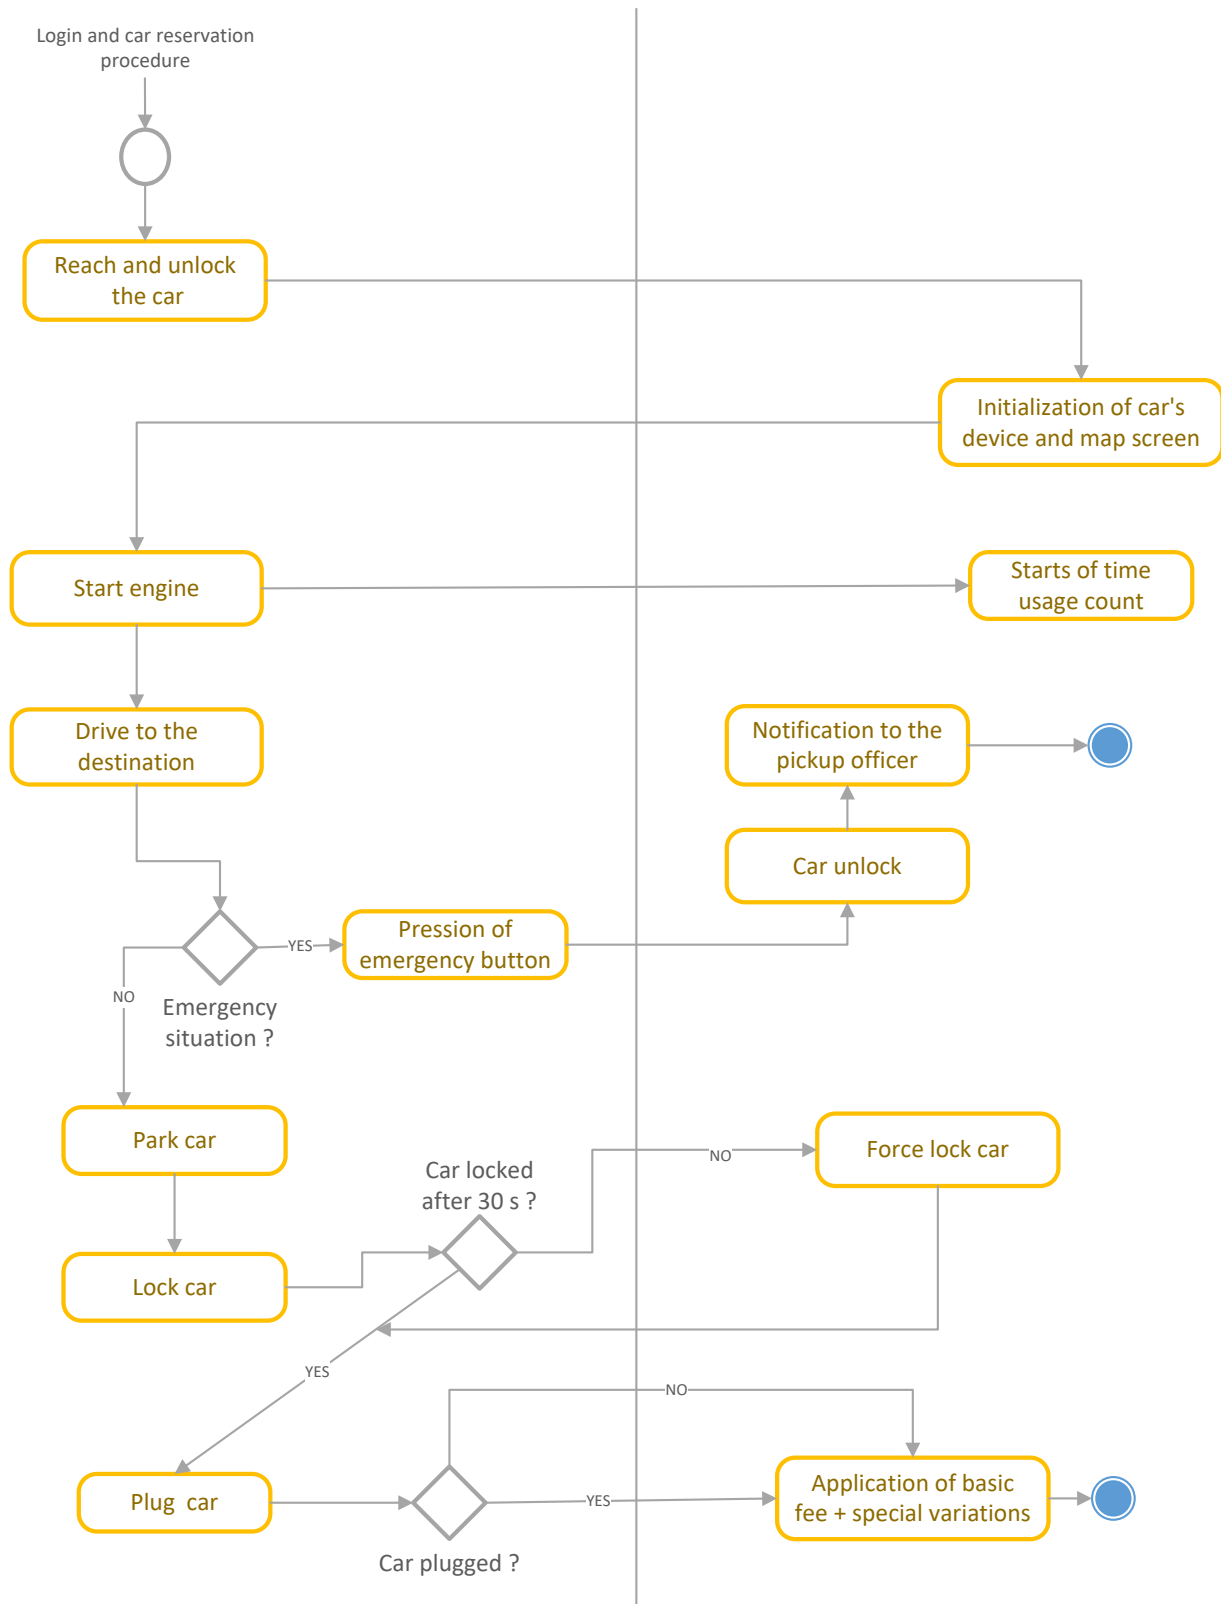 Login and car reservation
procedure
Reach and unlock
the car
Initialization of car's
device and map screen
Start engine
Starts of time
usage count
Drive to the
destination
Notification to the
pickup officer
Car unlock
YES
Pression of
emergency button
NO
Emergency
situation ?
Park car
Car locked
after 30 s ?
NO
Force lock car
Lock car
YES
NO
Plug  car
YES
Application of basic
fee + special variations
Car plugged ?